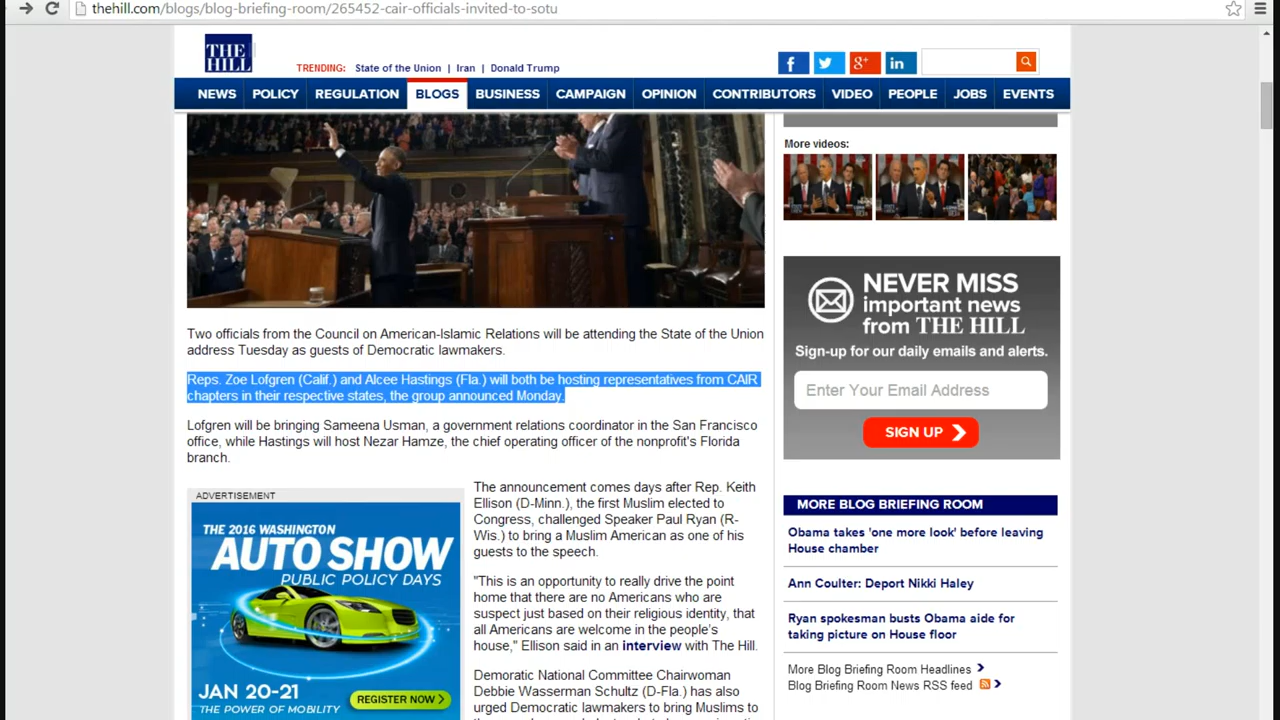 thehill.com/blogs/blog-briefing-room/265452-cair-officials-invited-to-sotu
THE HILL
TRENDING: State of the Union | Iran | Donald Trump
f
g+
in
NEWS POLICY REGULATION BLOGS BUSINESS CAMPAIGN OPINION CONTRIBUTORS VIDEO PEOPLE JOBS EVENTS
Two officials from the Council on American-Islamic Relations will be attending the State of the Union
address Tuesday as guests of Democratic lawmakers.
Reps. Zoe Lofgren (Calif.) and Alcee Hastings (Fla.) will both be hosting representatives from CAIR
chapters in their respective states, the group announced Monday.
Lofgren will be bringing Sameena Usman, a government relations coordinator in the San Francisco
office, while Hastings will host Nezar Hamze, the chief operating officer of the nonprofit's Florida
branch.
ADVERTISEMENT
THE 2016 WASHINGTON
AUTO SHOW
PUBLIC POLICY DAYS
JAN 20-21
THE POWER OF MOBILITY
REGISTER NOW
The announcement comes days after Rep. Keith
Ellison (D-Minn.), the first Muslim elected to
Congress, challenged Speaker Paul Ryan (R-
Wis.) to bring a Muslim American as one of his
guests to the speech.
"This is an opportunity to really drive the point
home that there are no Americans who are
suspect just based on their religious identity, that
all Americans are welcome in the people's
house," Ellison said in an interview with The Hill.
Demoratic National Committee Chairwoman
Debbie Wasserman Schultz (D-Fla.) has also
urged Democratic lawmakers to bring Muslims to
More videos:
NEVER MISS
important news
from THE HILL
Sign-up for our daily emails and alerts.
Enter Your Email Address
SIGN UP
MORE BLOG BRIEFING ROOM
Obama takes 'one more look' before leaving
House chamber
Ann Coulter: Deport Nikki Haley
Ryan spokesman busts Obama aide for
taking picture on House floor
More Blog Briefing Room Headlines
Blog Briefing Room News RSS feed